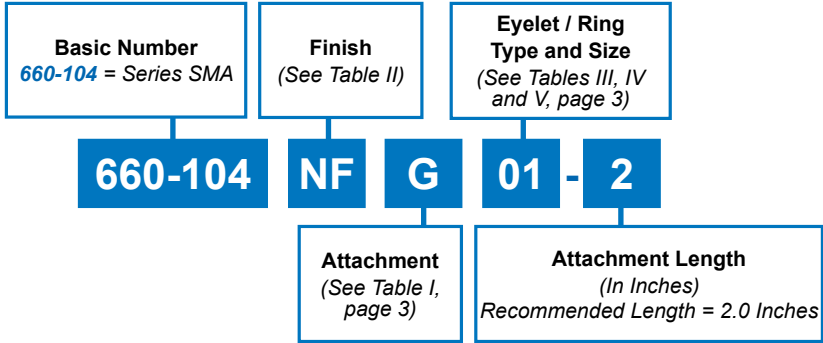 Basic Number
660-104 = Series SMA
Finish
(See Table II)
Eyelet / Ring
Type and Size
(See Tables III, IV
and V, page 3)
660-104 NF G 01 - 2
Attachment
(See Table I,
page 3)
Attachment Length
(In Inches)
Recommended Length = 2.0 Inches